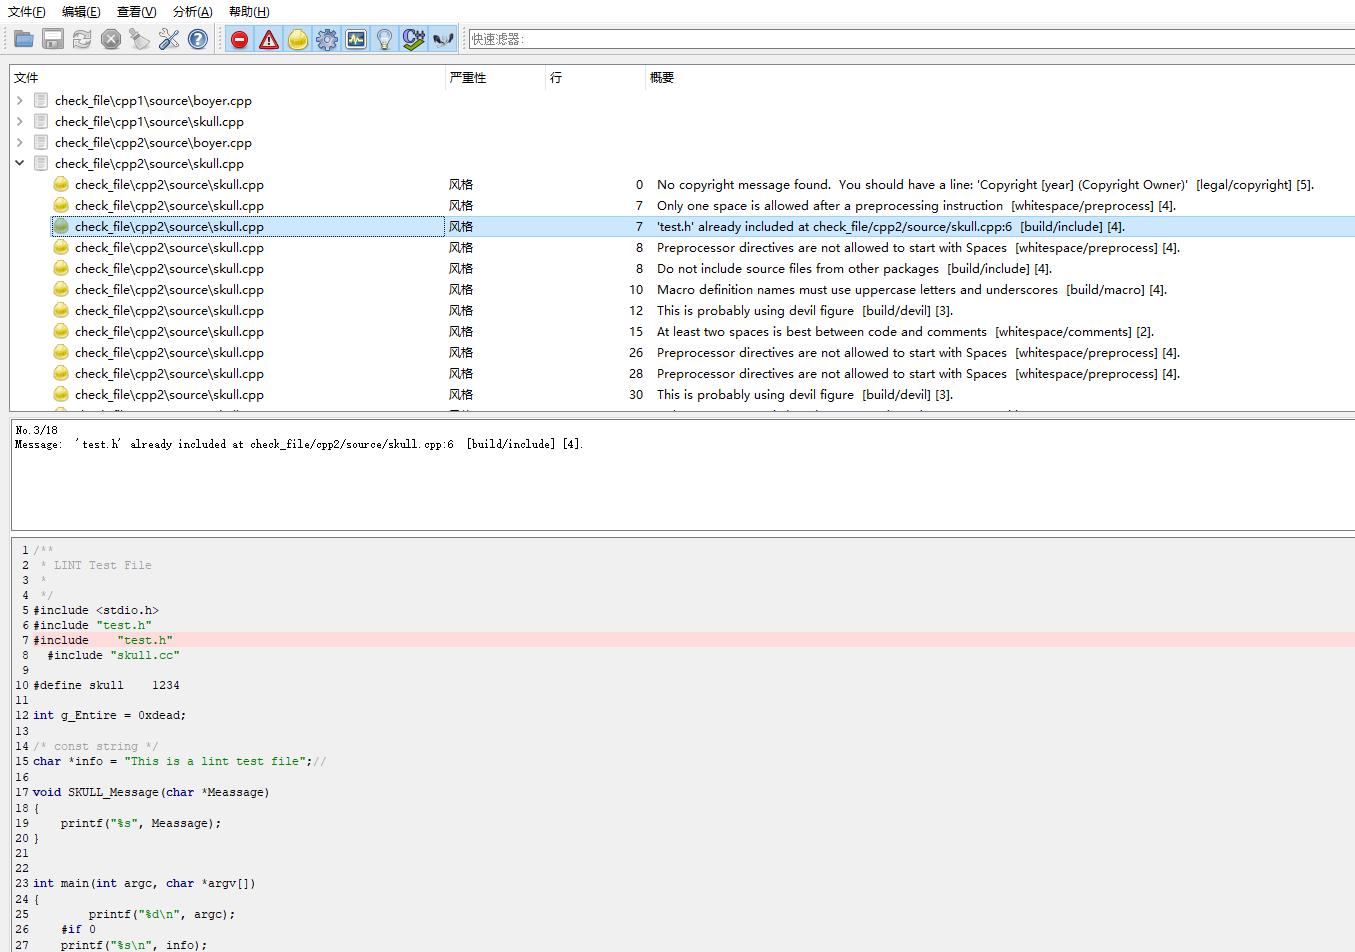 文件(F) 编辑(E) 查看(V) 分析(A) 帮助(H)
快速滤器:
文件 严重性 行 概要
check_file\cpp1\source\boyer.cpp
check_file\cpp1\source\skull.cpp
check_file\cpp2\source\boyer.cpp
check_file\cpp2\source\skull.cpp
check_file\cpp2\source\skull.cpp 风格 0 No copyright message found.  You should have a line: 'Copyright [year] (Copyright Owner)'  [legal/copyright] [5].
check_file\cpp2\source\skull.cpp 风格 7 Only one space is allowed after a preprocessing instruction  [whitespace/preprocess] [4].
check_file\cpp2\source\skull.cpp 风格 7 'test.h' already included at check_file/cpp2/source/skull.cpp:6  [build/include] [4].
check_file\cpp2\source\skull.cpp 风格 8 Preprocessor directives are not allowed to start with Spaces  [whitespace/preprocess] [4].
check_file\cpp2\source\skull.cpp 风格 8 Do not include source files from other packages  [build/include] [4].
check_file\cpp2\source\skull.cpp 风格 10 Macro definition names must use uppercase letters and underscores  [build/macro] [4].
check_file\cpp2\source\skull.cpp 风格 12 This is probably using devil figure  [build/devil] [3].
check_file\cpp2\source\skull.cpp 风格 15 At least two spaces is best between code and comments  [whitespace/comments] [2].
check_file\cpp2\source\skull.cpp 风格 26 Preprocessor directives are not allowed to start with Spaces  [whitespace/preprocess] [4].
check_file\cpp2\source\skull.cpp 风格 28 Preprocessor directives are not allowed to start with Spaces  [whitespace/preprocess] [4].
check_file\cpp2\source\skull.cpp 风格 30 This is probably using devil figure  [build/devil] [3].
No.3/18
Message:  'test.h' already included at check_file/cpp2/source/skull.cpp:6  [build/include] [4].
1 /**
2  * LINT Test File
3  *
4  */
5 #include <stdio.h>
6 #include "test.h"
7 #include    "test.h"
8   #include "skull.cc"
9
10 #define skull    1234
11
12 int g_Entire = 0xdead;
13
14 /* const string */
15 char *info = "This is a lint test file";//
16
17 void SKULL_Message(char *Meassage)
18 {
19     printf("%s", Meassage);
20 }
21
22
23 int main(int argc, char *argv[])
24 {
25         printf("%d\n", argc);
26     #if 0
27     printf("%s\n", info);